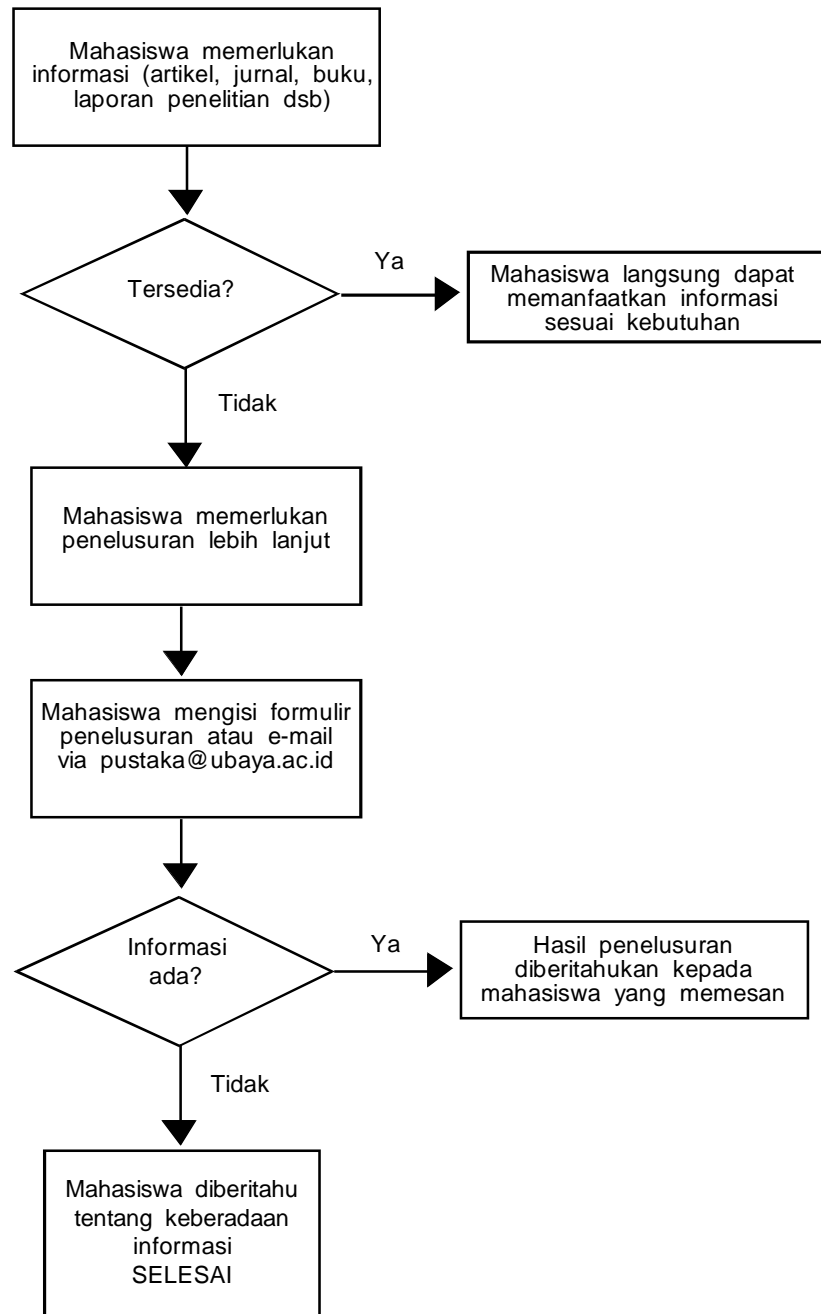 Mahasiswa memerlukan
informasi (artikel, jurnal, buku,
laporan penelitian dsb)
Tersedia?
Ya
Mahasiswa langsung dapat
memanfaatkan informasi
sesuai kebutuhan
Tidak
Mahasiswa memerlukan
penelusuran lebih lanjut
Mahasiswa mengisi formulir
penelusuran atau e-mail
via pustaka@ubaya.ac.id
Informasi
ada?
Ya
Hasil penelusuran
diberitahukan kepada
mahasiswa yang memesan
Tidak
Mahasiswa diberitahu
tentang keberadaan
informasi
SELESAI